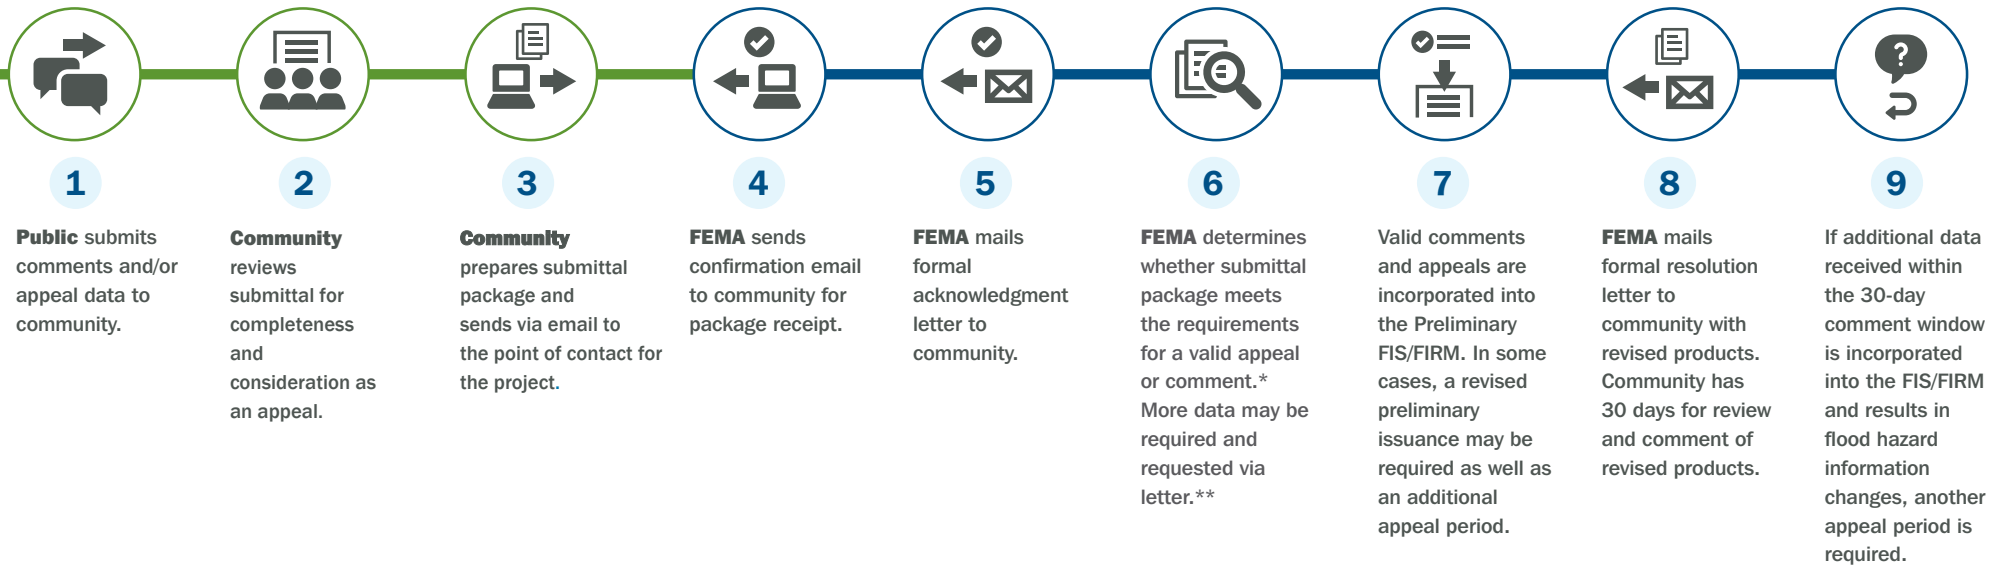 1
Public submits
comments and/or
appeal data to
community.
2
Community
reviews
submittal for
completeness
and
consideration as
an appeal.
3
Community
prepares submittal
package and
sends via email to
the point of contact for
the project.
4
FEMA sends
confirmation email
to community for
package receipt.
5
FEMA mails
formal
acknowledgment
letter to
community.
6
FEMA determines
whether submittal
package meets
the requirements
for a valid appeal
or comment.*
More data may be
required and
requested via
letter.**
7
Valid comments
and appeals are
incorporated into
the Preliminary
FIS/FIRM. In some
cases, a revised
preliminary
issuance may be
required as well as
an additional
appeal period.
8
FEMA mails
formal resolution
letter to
community with
revised products.
Community has
30 days for review
and comment of
revised products.
?
9
If additional data
received within
the 30-day
comment window
is incorporated
into the FIS/FIRM
and results in
flood hazard
information
changes, another
appeal period is
required.